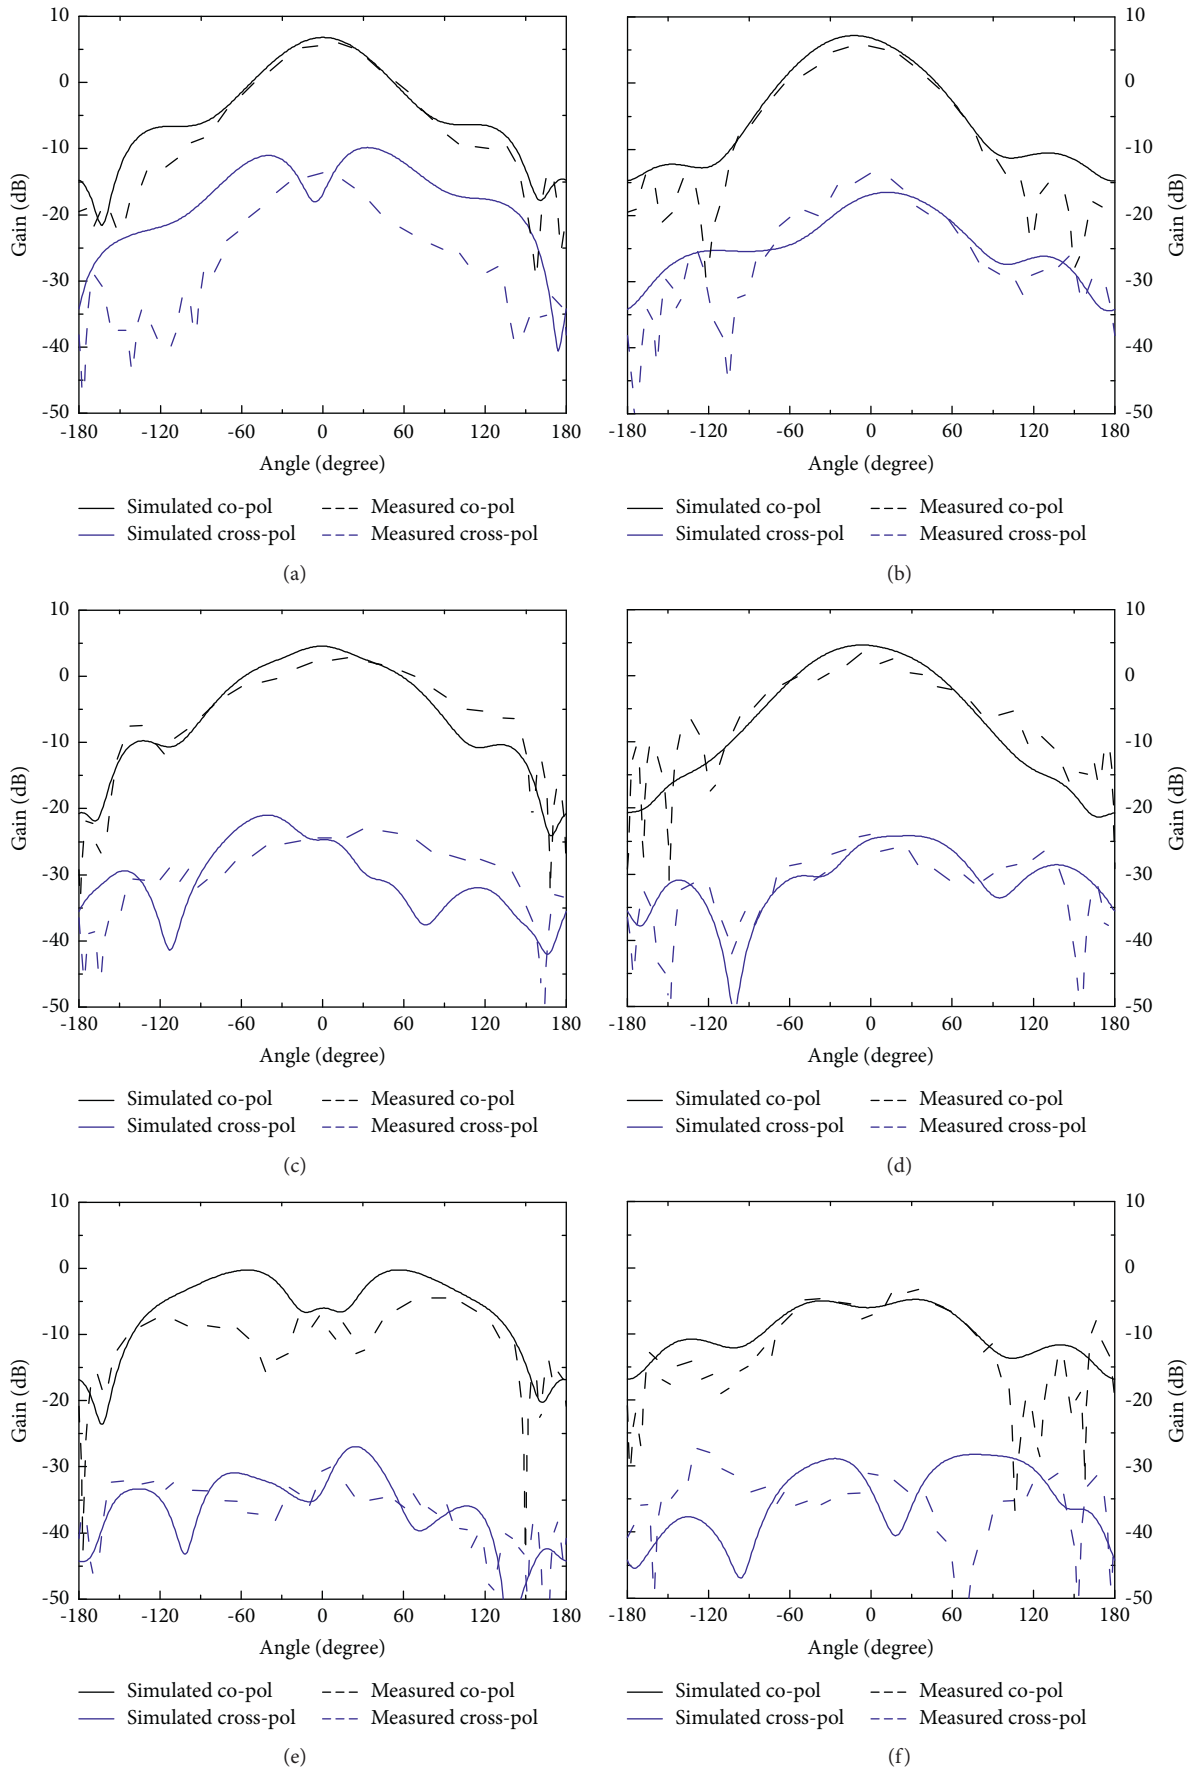 10
0
-10
-20
-30
-40
-50
Gain (dB)
-180 -120 -60 0 60 120 180
Angle (degree)
Simulated co-pol Measured co-pol
Simulated cross-pol Measured cross-pol
(a)
10
0
-10
-20
-30
-40
-50
Gain (dB)
-180 -120 -60 0 60 120 180
Angle (degree)
Simulated co-pol Measured co-pol
Simulated cross-pol Measured cross-pol
(b)
10
0
-10
-20
-30
-40
-50
Gain (dB)
-180 -120 -60 0 60 120 180
Angle (degree)
Simulated co-pol Measured co-pol
Simulated cross-pol Measured cross-pol
(c)
10
0
-10
-20
-30
-40
-50
Gain (dB)
-180 -120 -60 0 60 120 180
Angle (degree)
Simulated co-pol Measured co-pol
Simulated cross-pol Measured cross-pol
(d)
10
0
-10
-20
-30
-40
-50
Gain (dB)
-180 -120 -60 0 60 120 180
Angle (degree)
Simulated co-pol Measured co-pol
Simulated cross-pol Measured cross-pol
(e)
10
0
-10
-20
-30
-40
-50
Gain (dB)
-180 -120 -60 0 60 120 180
Angle (degree)
Simulated co-pol Measured co-pol
Simulated cross-pol Measured cross-pol
(f)